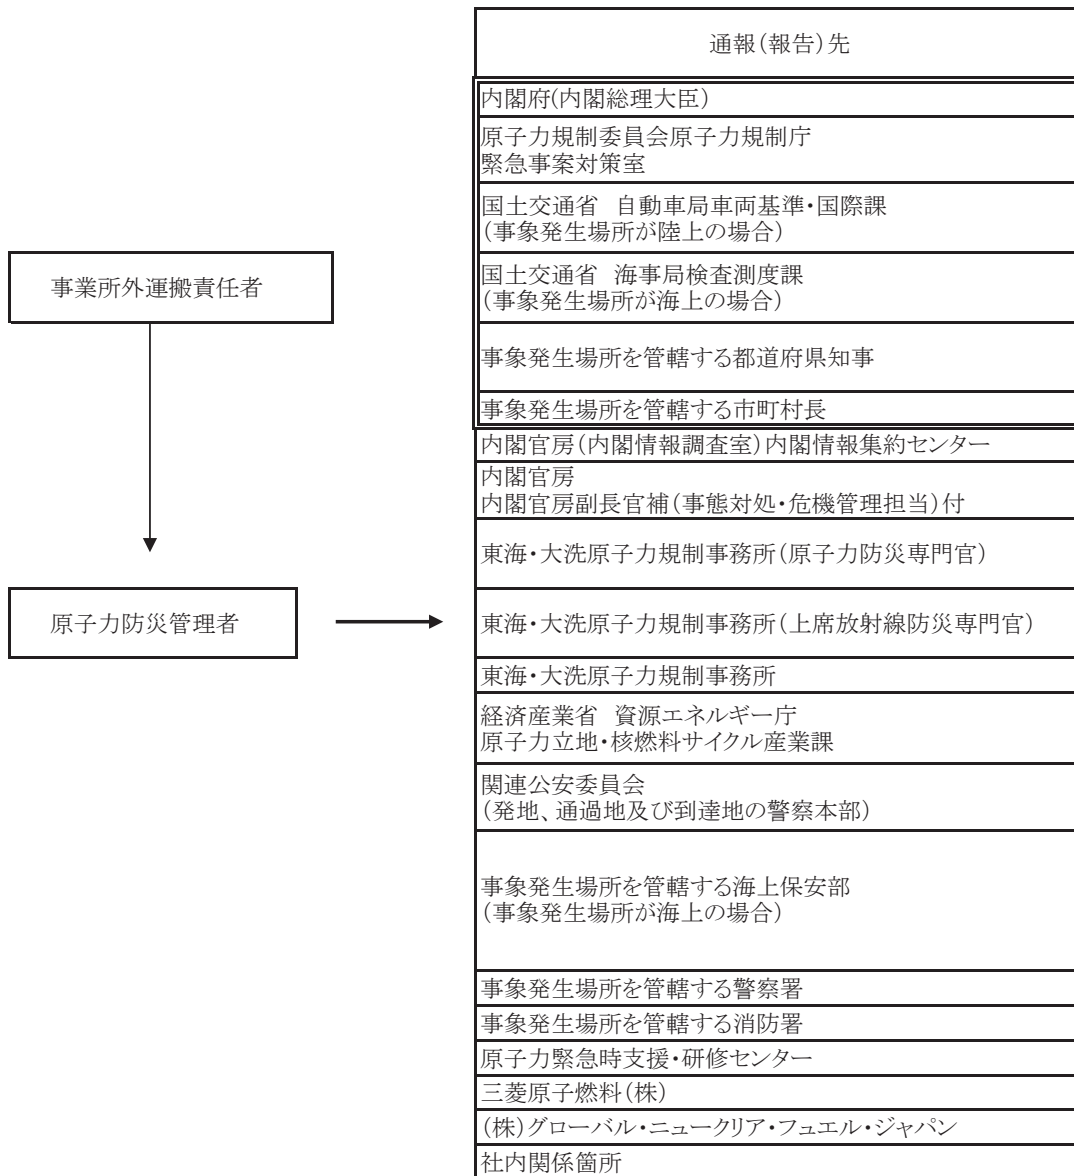 通報(報告)先
内閣府(内閣総理大臣)
原子力規制委員会原子力規制庁
緊急事案対策室
国土交通省　自動車局車両基準・国際課
(事象発生場所が陸上の場合)
事業所外運搬責任者
国土交通省　海事局検査測度課
(事象発生場所が海上の場合)
事象発生場所を管轄する都道府県知事
事象発生場所を管轄する市町村長
内閣官房(内閣情報調査室)内閣情報集約センター
内閣官房
内閣官房副長官補(事態対処・危機管理担当)付
東海・大洗原子力規制事務所(原子力防災専門官)
原子力防災管理者
東海・大洗原子力規制事務所(上席放射線防災専門官)
東海・大洗原子力規制事務所
経済産業省　資源エネルギー庁
原子力立地・核燃料サイクル産業課
関連公安委員会
(発地、通過地及び到達地の警察本部)
事象発生場所を管轄する海上保安部
(事象発生場所が海上の場合)
事象発生場所を管轄する警察署
事象発生場所を管轄する消防署
原子力緊急時支援・研修センター
三菱原子燃料(株)
(株)グローバル・ニュークリア・フュエル・ジャパン
社内関係箇所